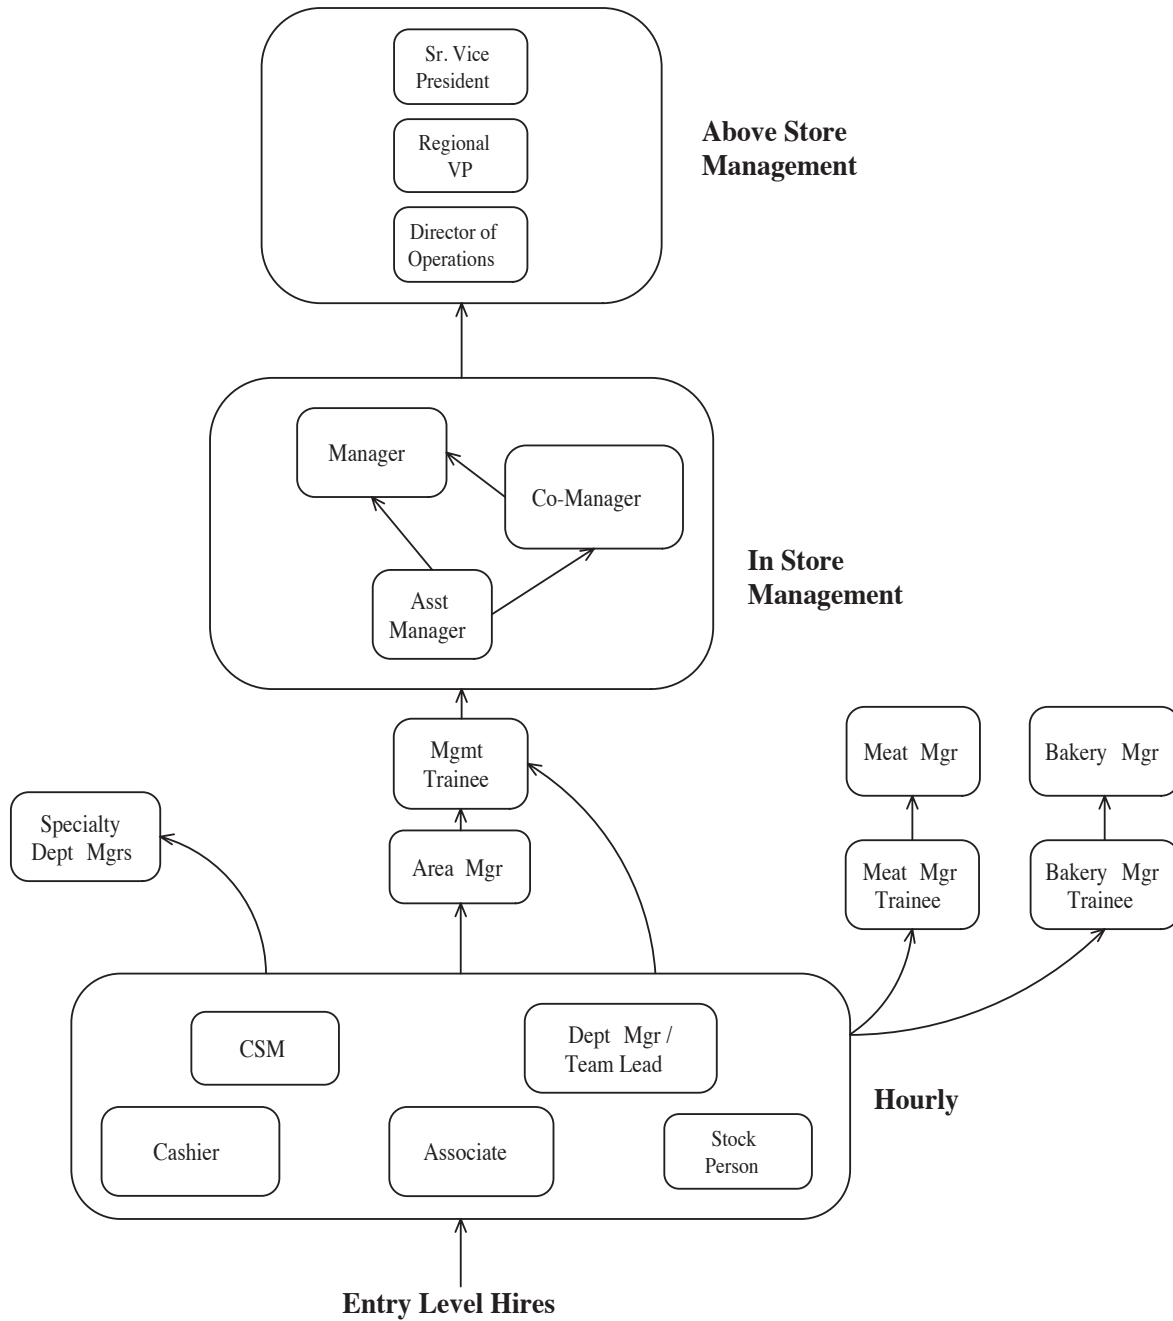 Sr. Vice
President
Regional
VP
Above Store
Management
Director of
Operations
Manager
Co-Manager
Asst
Manager
In Store
Management
Mgmt
Trainee
Meat Mgr
Bakery Mgr
Specialty
Dept Mgrs
Area Mgr
Meat Mgr
Trainee
Bakery Mgr
Trainee
CSM
Dept Mgr /
Team Lead
Hourly
Cashier
Associate
Stock
Person
Entry Level Hires